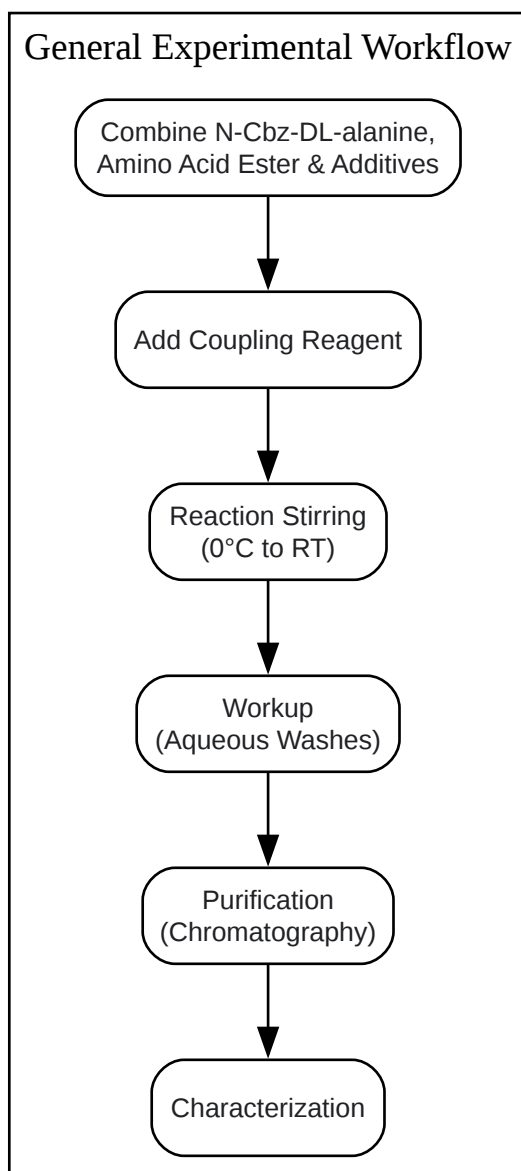 General Experimental Workflow
Combine N-Cbz-DL-alanine,
Amino Acid Ester & Additives
Add Coupling Reagent
Reaction Stirring
(0°C to RT)
Workup
(Aqueous Washes)
Purification
(Chromatography)
Characterization